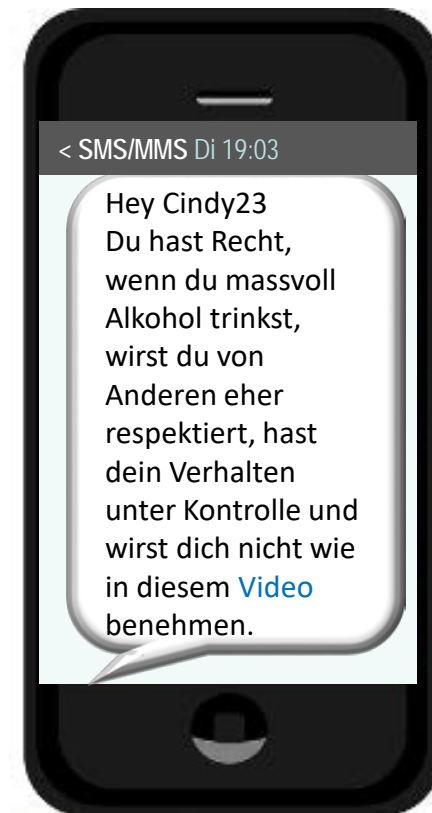 < SMS/MMS Di 19:03
Hey Cindy23
Du hast Recht,
wenn du massvoll
Alkohol trinkst,
wirst du von
Anderen eher
respektiert, hast
dein Verhalten
unter Kontrolle und
wirst dich nicht wie
in diesem Video
benehmen.